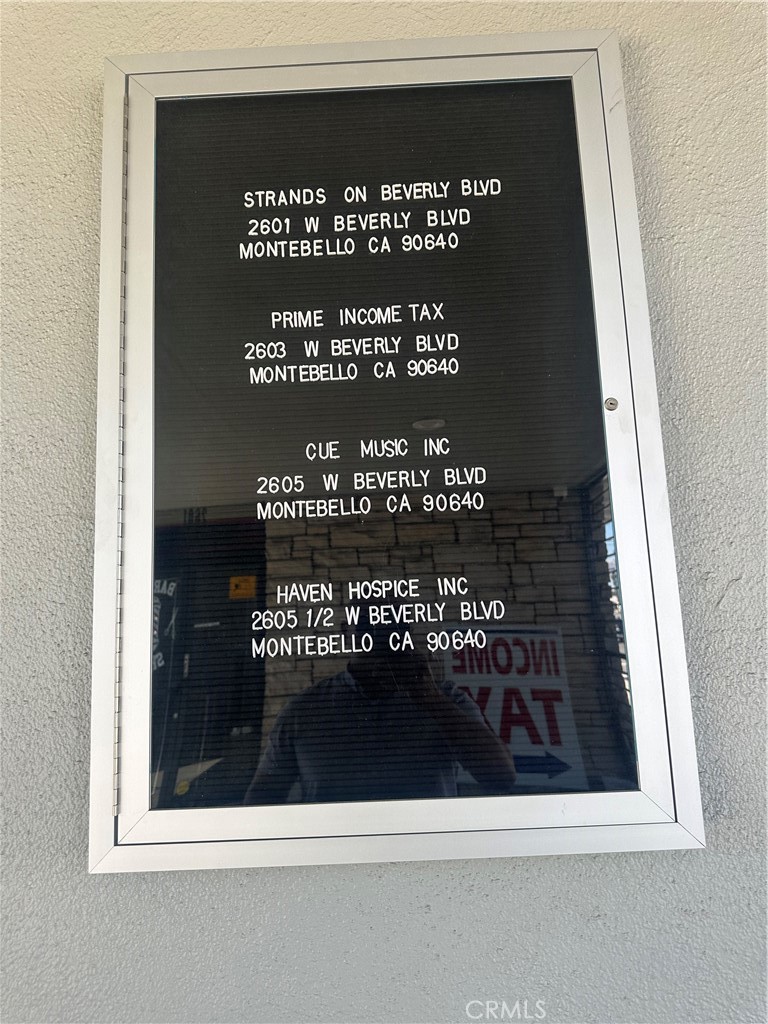 STRANDS ON BEVERLY BLVD
2601 W BEVERLY BLVD
MONTEBELLO CA 90640
PRIME INCOME TAX
2603 W BEVERLY BLVD
MONTEBELLO CA 90640
CUE MUSIC INC
2605 W BEVERLY BLVD
MONTEBELLO CA 90640
HAVEN HOSPICE INC
2605 1/2 W BEVERLY BLVD
MONTEBELLO CA 90640
INCOME
TAX
CRMLS